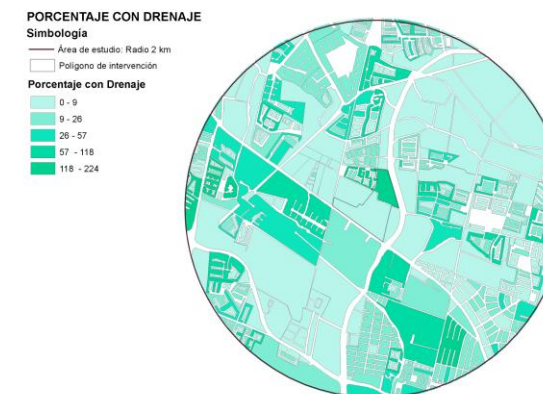 PORCENTAJE CON DRENAJE
Simbología
Área de estudio: Radio 2 km
Polígono de intervención
Porcentaje con Drenaje
0 - 9
9 - 26
26 - 57
57 - 118
118 - 224